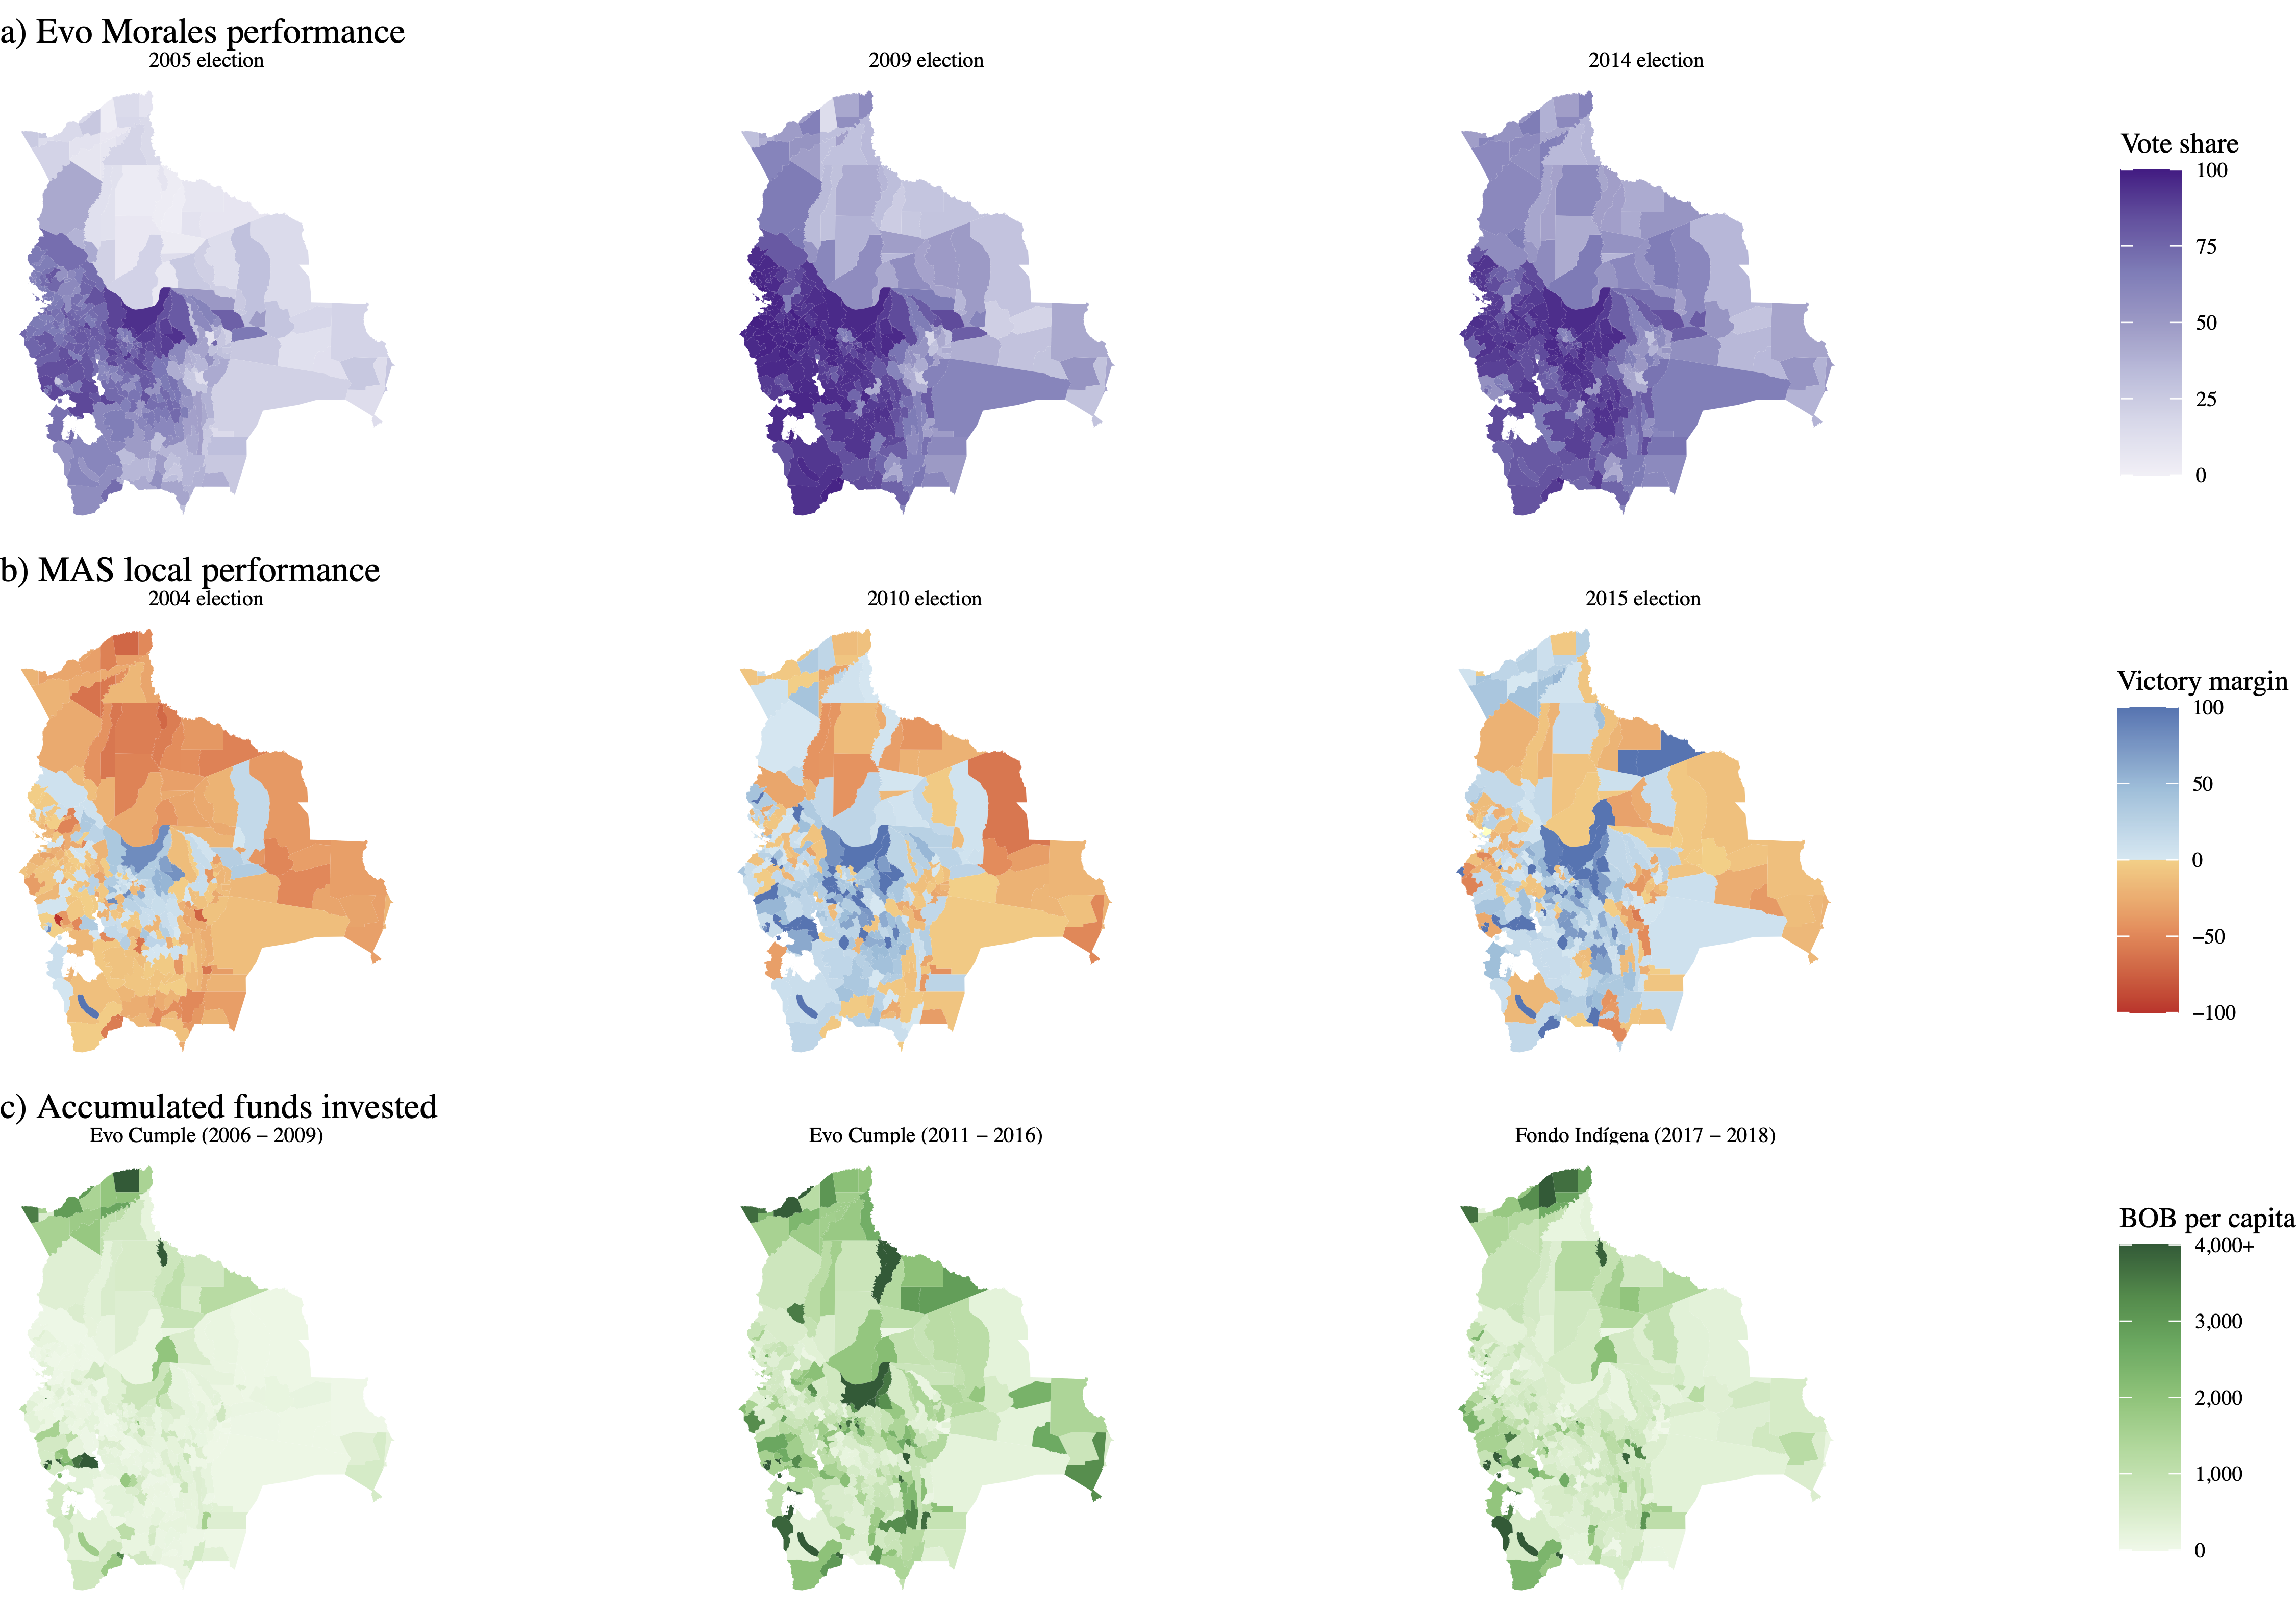 a) Evo Morales performance
2005 election
2009 election
2014 election
Vote share
100
75
50
25
0
b) MAS local performance
2004 election
2010 election
2015 election
Victory margin
100
50
0
−50
−100
c) Accumulated funds invested
Evo Cumple (2006 − 2009)
Evo Cumple (2011 − 2016)
Fondo Indígena (2017 − 2018)
BOB per capita
4,000+
3,000
2,000
1,000
0